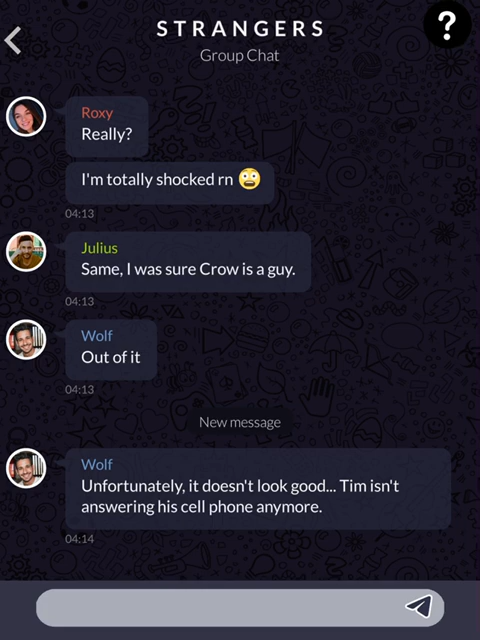 STRANGERS
?
Group Chat
Roxy
Really?
I'm totally shocked rn 😳
04:13
Julius
Same, I was sure Crow is a guy.
04:13
Wolf
Out of it
04:13
New message
Wolf
Unfortunately, it doesn't look good... Tim isn't
answering his cell phone anymore.
04:14